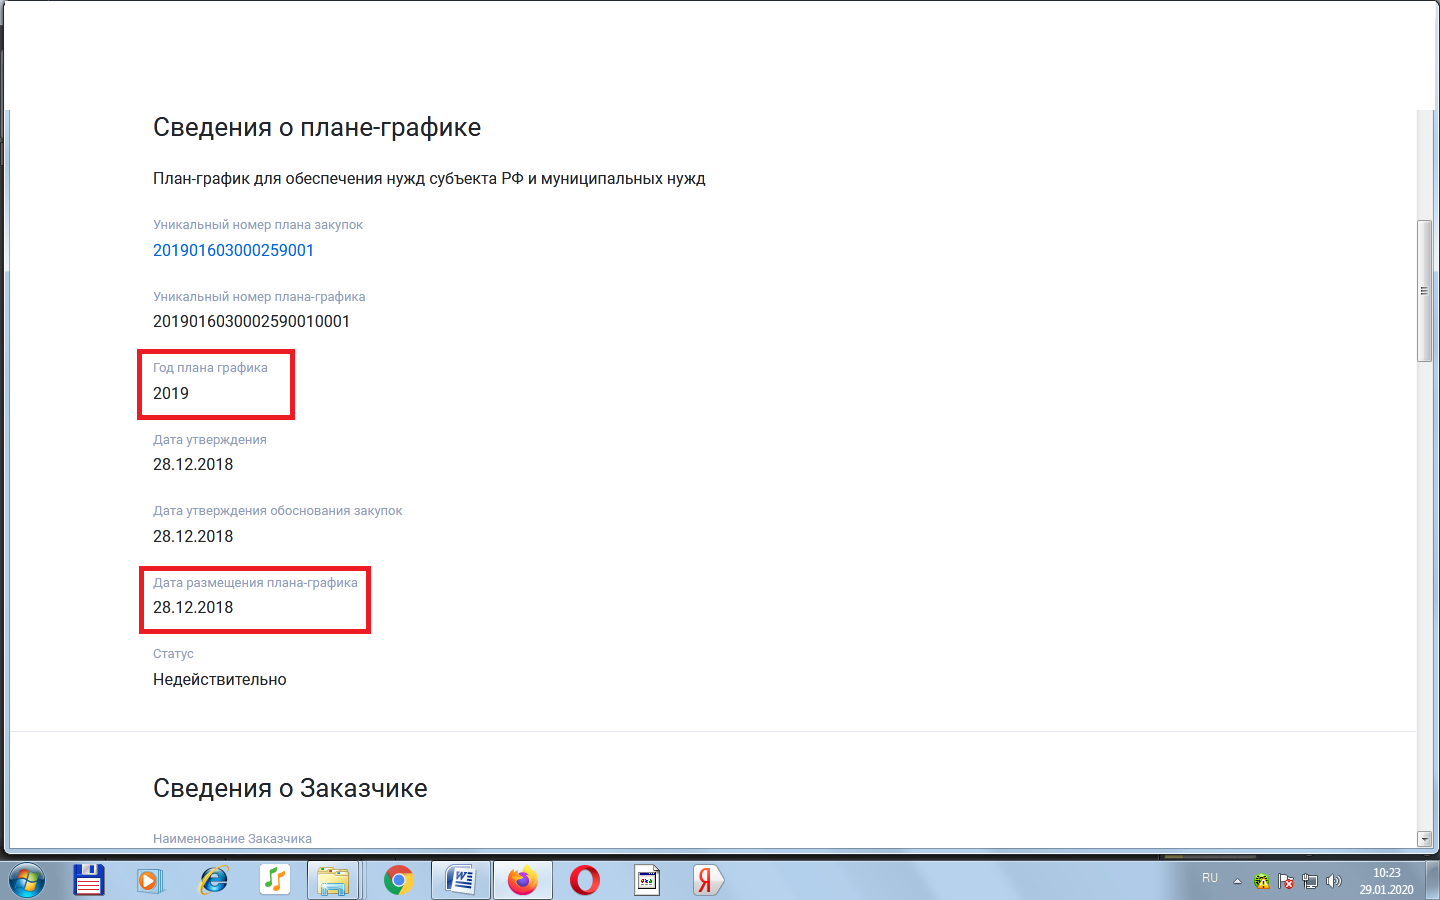 Сведения о плане-графике
План-график для обеспечения нужд субъекта РФ и муниципальных нужд
Уникальный номер плана закупок
201901603000259001
Уникальный номер плана-графика
2019016030002590010001
Год плана графика
2019
Дата утверждения
28.12.2018
Дата утверждения обоснования закупок
28.12.2018
Дата размещения плана-графика
28.12.2018
Статус
Недействительно
Сведения о Заказчике
Наименование Заказчика
RU
10:23
29.01.2020